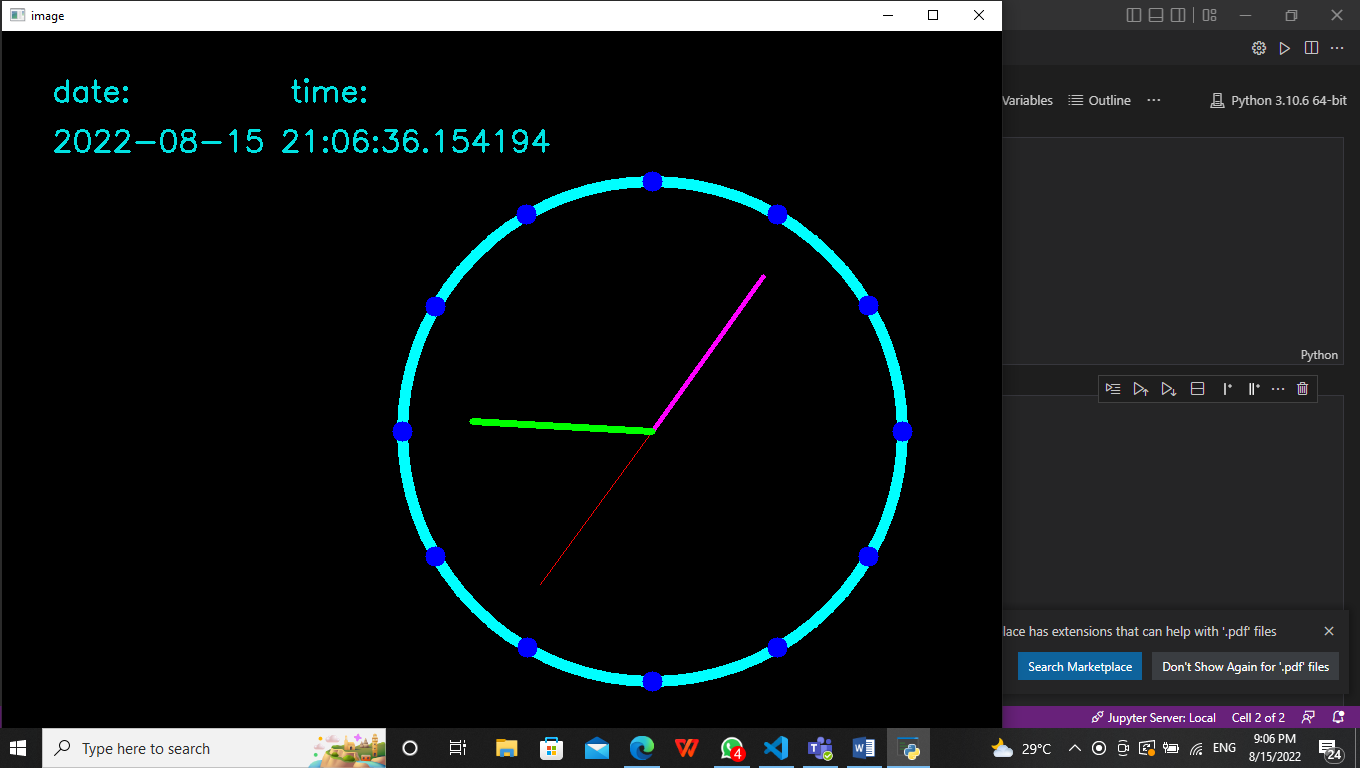 image
date: time:
2022-08-15 21:06:36.154194
Variables Outline ··· Python 3.10.6 64-bit
Python
lace has extensions that can help with '.pdf' files
Search Marketplace Don't Show Again for '.pdf' files
Jupyter Server: Local Cell 2 of 2
Type here to search
4
29°C
ENG
9:06 PM
8/15/2022
24